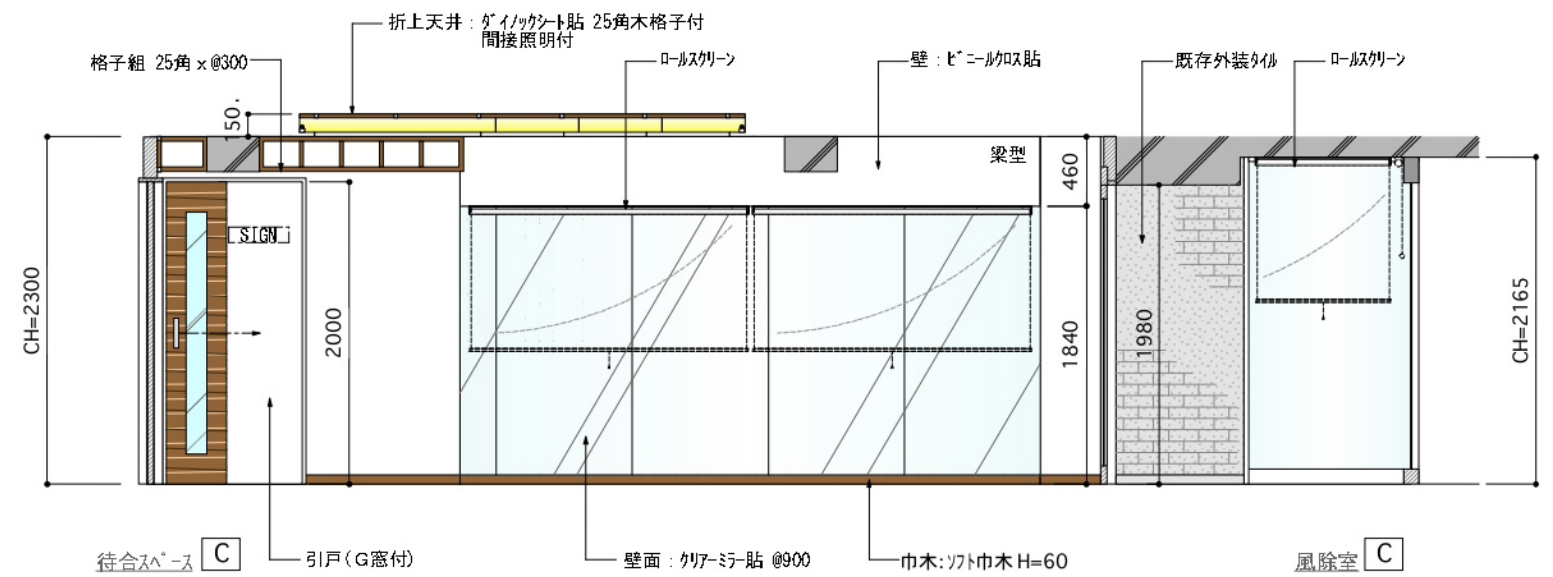 折上天井：ﾀﾞｲﾉｯｸｼｰﾄ貼 25角木格子付
間接照明付
格子組 25角 x @300
ﾛｰﾙｽｸﾘｰﾝ
壁：ﾋﾞﾆｰﾙｸﾛｽ貼
既存外装ﾀｲﾙ
ﾛｰﾙｽｸﾘｰﾝ
150
梁型
460
SIGN
CH=2300
2000
1840
1980
CH=2165
待合ｽﾍﾟｰｽ C
引戸(G窓付)
壁面：ｸﾘｱｰﾐﾗｰ貼 @900
巾木:ｿﾌﾄ巾木 H=60
風除室 C